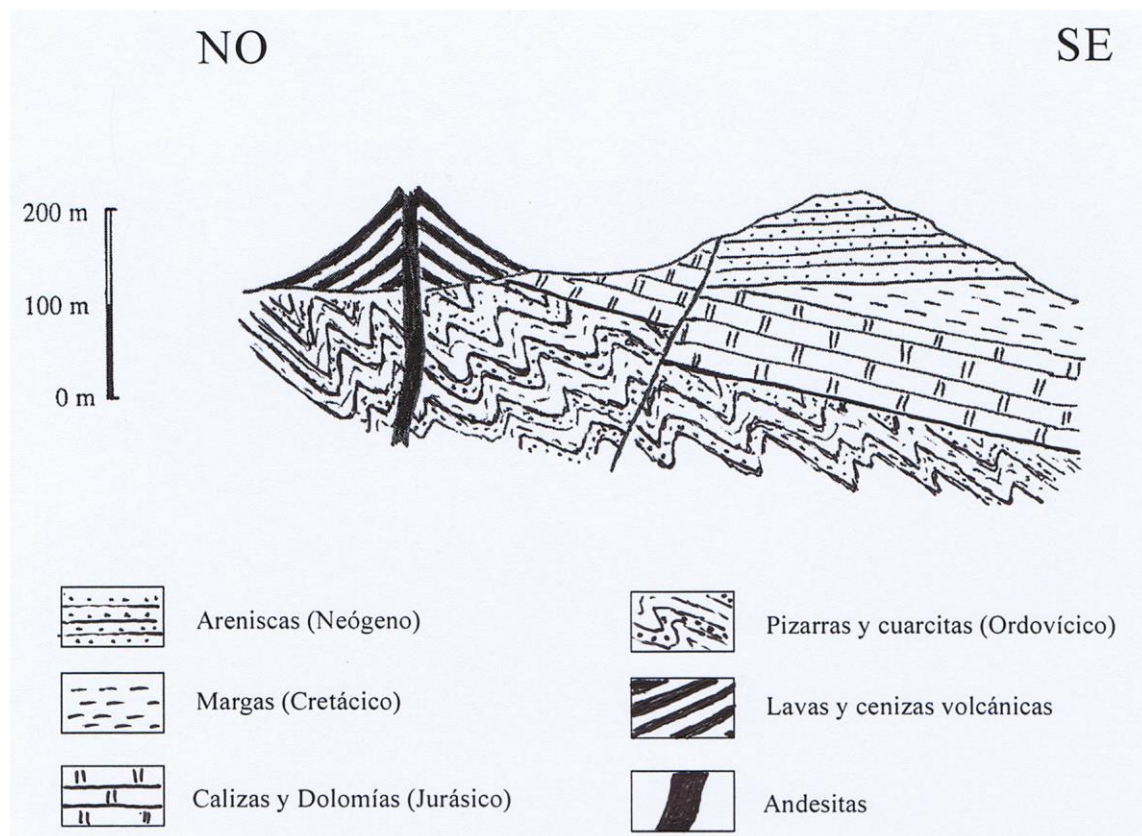 NO
SE
200 m
100 m
0 m
Areniscas (Neógeno)
Margas (Cretácico)
Calizas y Dolomías (Jurásico)
Pizarras y cuarcitas (Ordovícico)
Lavas y cenizas volcánicas
Andesitas